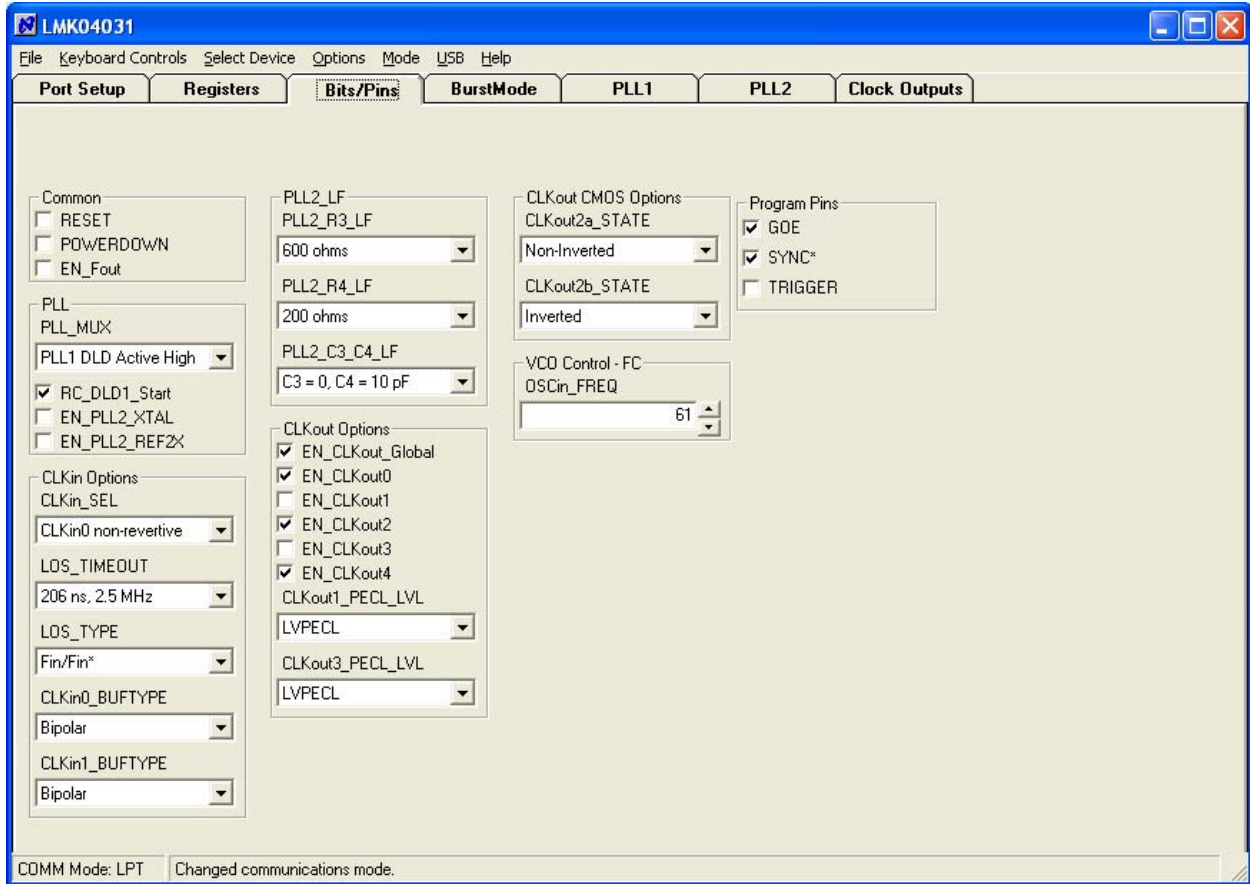 LMK04031
File Keyboard Controls Select Device Options Mode USB Help
Port Setup Registers Bits/Pins BurstMode PLL1 PLL2 Clock Outputs
Common
RESET
POWERDOWN
EN_Fout
PLL
PLL_MUX
PLL1 DLD Active High
RC_DLD1_Start
EN_PLL2_XTAL
EN_PLL2_REF2X
CLKin Options
CLKin_SEL
CLKin0 non-revertive
LOS_TIMEOUT
206 ns, 2.5 MHz
LOS_TYPE
Fin/Fin*
CLKin0_BUFTYPE
Bipolar
CLKin1_BUFTYPE
Bipolar
PLL2_LF
PLL2_R3_LF
600 ohms
PLL2_R4_LF
200 ohms
PLL2_C3_C4_LF
C3 = 0, C4 = 10 pF
CLKout Options
EN_CLKout_Global
EN_CLKout0
EN_CLKout1
EN_CLKout2
EN_CLKout3
EN_CLKout4
CLKout1_PECL_LVL
LVPECL
CLKout3_PECL_LVL
LVPECL
CLKout CMOS Options
CLKout2a_STATE
Non-Inverted
CLKout2b_STATE
Inverted
VCO Control - FC
OSCin_FREQ
61
Program Pins
GOE
SYNC*
TRIGGER
COMM Mode: LPT Changed communications mode.